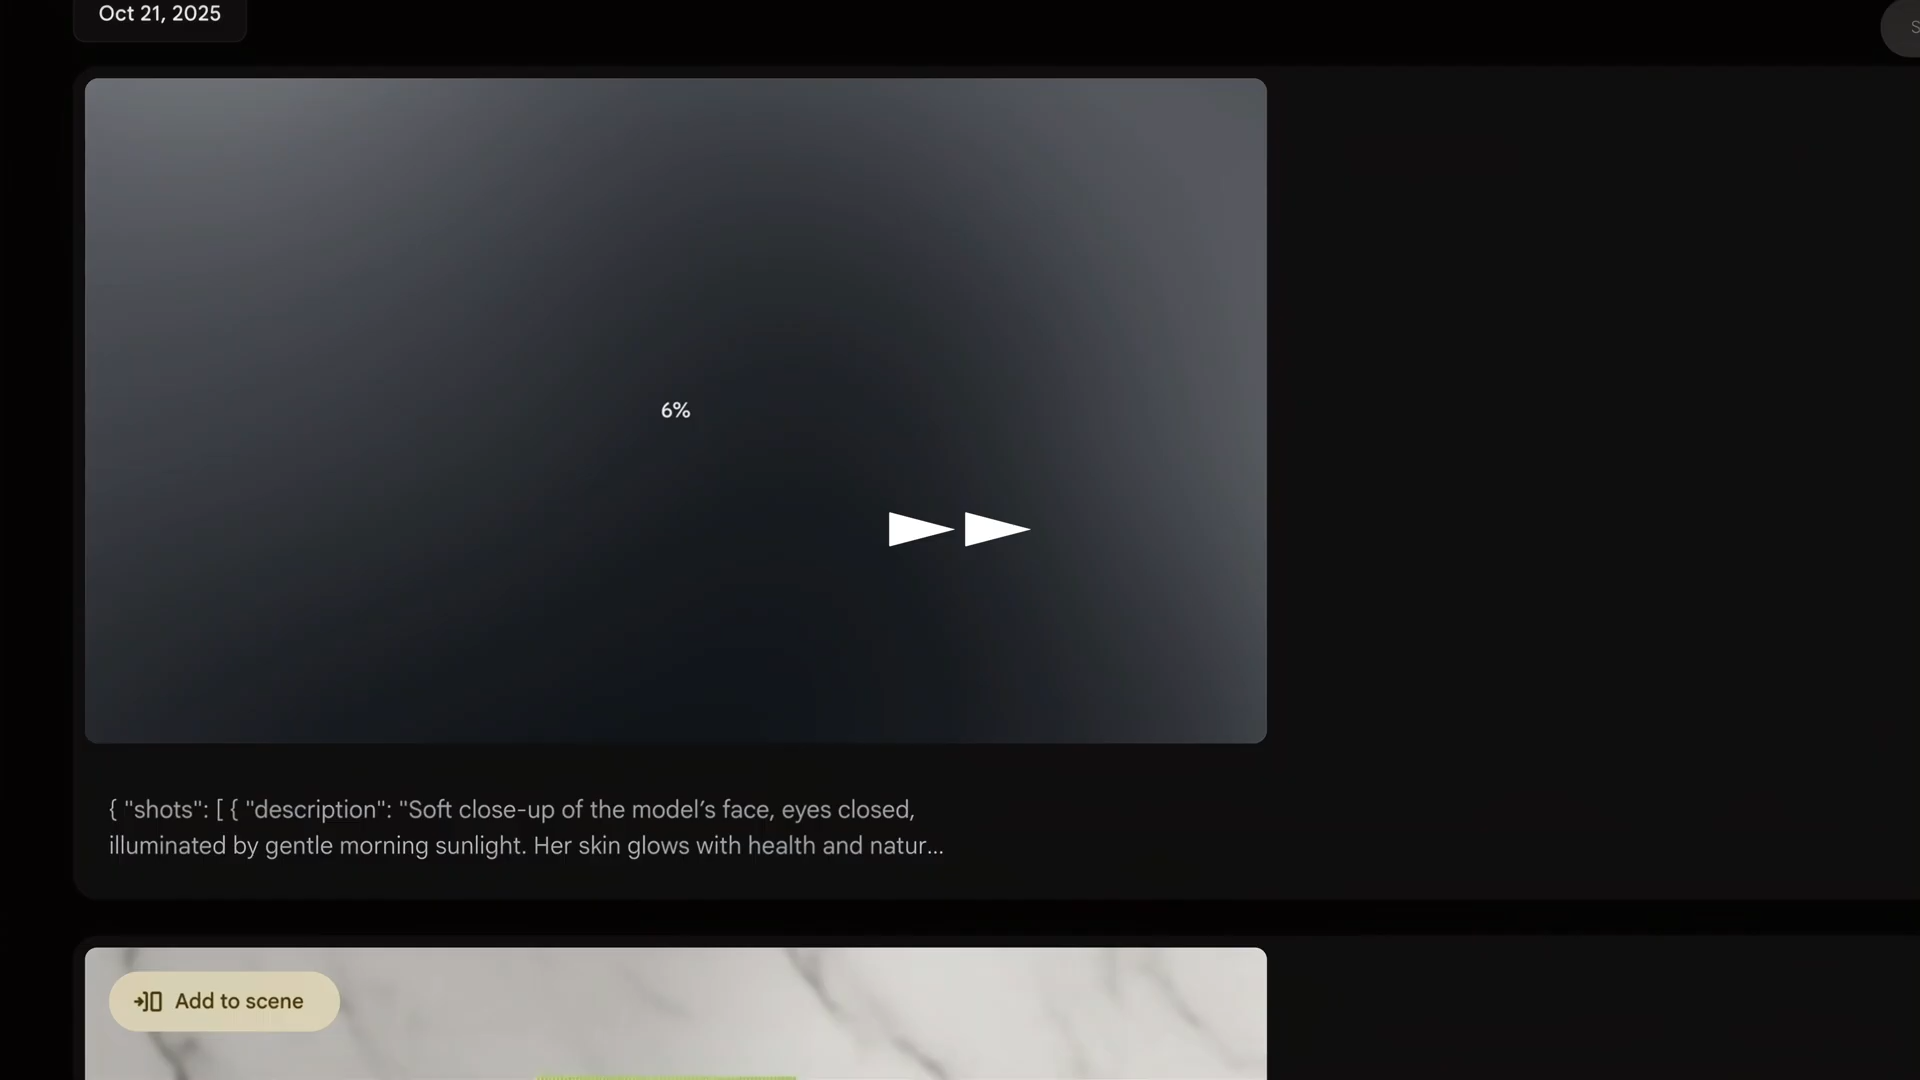 Oct 21, 2025
6%
{ "shots": [ { "description": "Soft close-up of the model’s face, eyes closed,
illuminated by gentle morning sunlight. Her skin glows with health and natur...
Add to scene